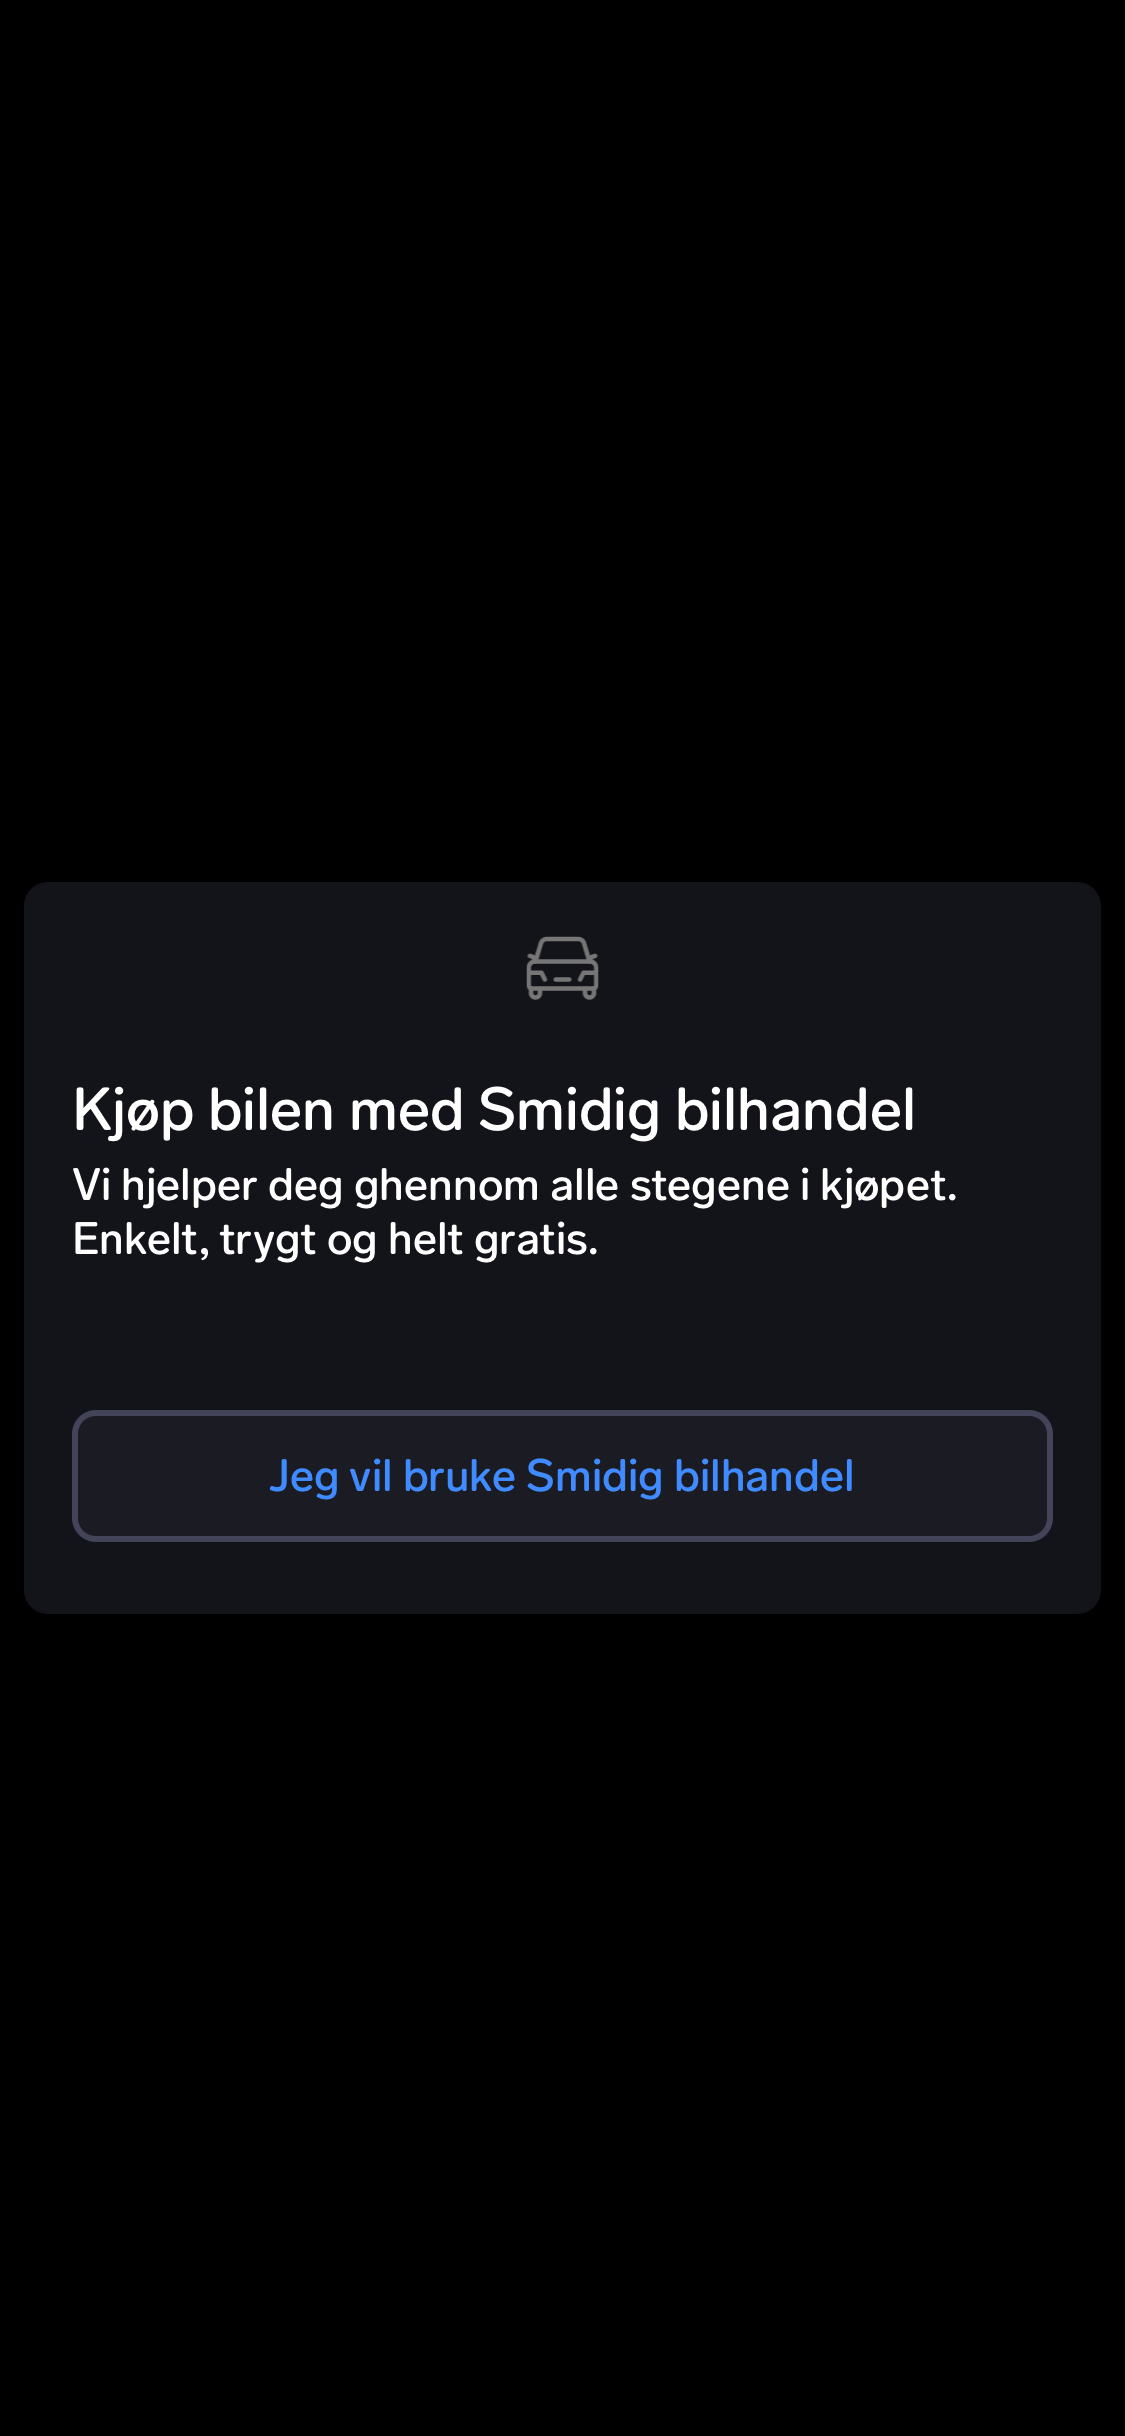 Kjøp bilen med Smidig bilhandel
Vi hjelper deg ghennom alle stegene i kjøpet.
Enkelt, trygt og helt gratis.
Jeg vil bruke Smidig bilhandel